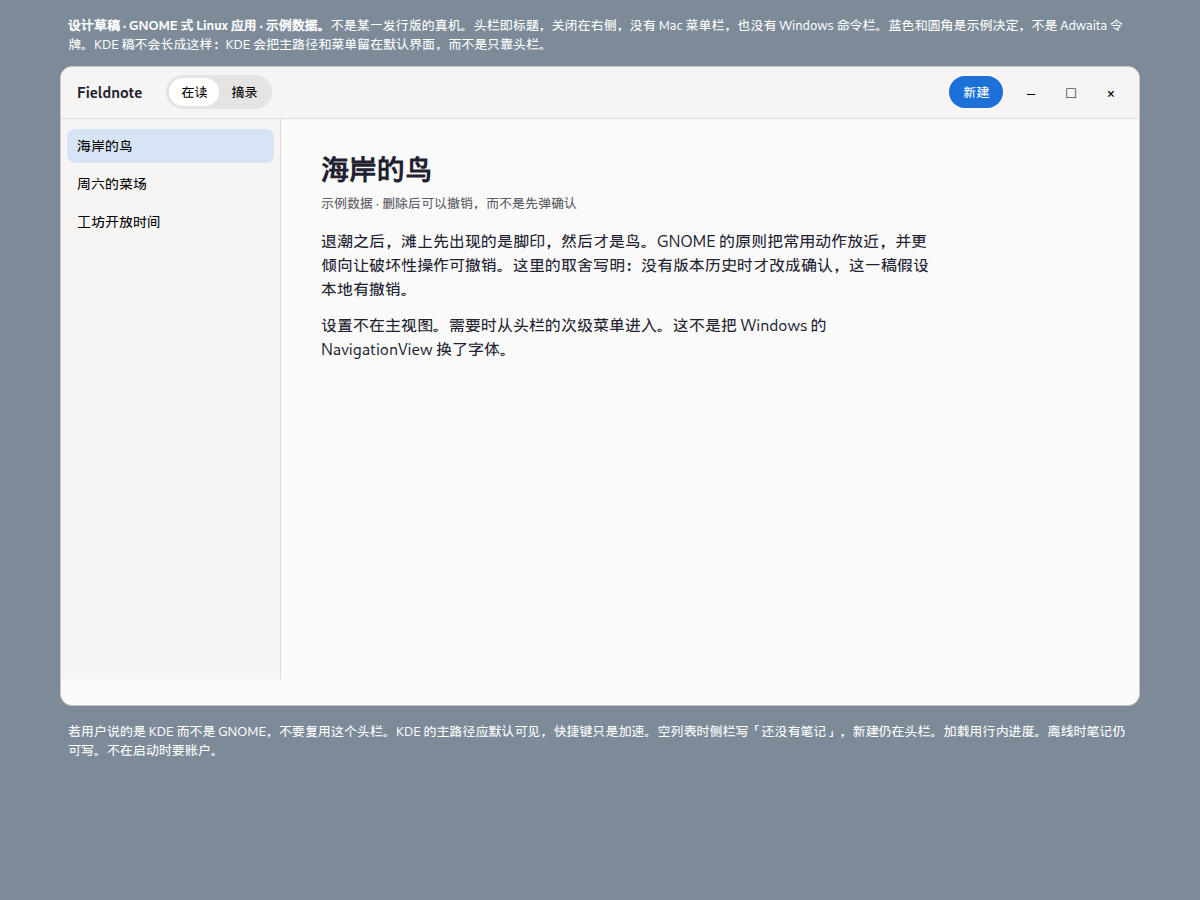 设计草稿 · GNOME 式 Linux 应用 · 示例数据。不是某一发行版的真机。头栏即标题，关闭在右侧，没有 Mac 菜单栏，也没有 Windows 命令栏。蓝色和圆角是示例决定，不是 Adwaita 令
牌。KDE 稿不会长成这样：KDE 会把主路径和菜单留在默认界面，而不是只靠头栏。
Fieldnote 在读 摘录 新建 – □ ×
海岸的鸟
周六的菜场
工坊开放时间
海岸的鸟
示例数据 · 删除后可以撤销，而不是先弹确认
退潮之后，滩上先出现的是脚印，然后才是鸟。GNOME 的原则把常用动作放近，并更
倾向让破坏性操作可撤销。这里的取舍写明：没有版本历史时才改成确认，这一稿假设
本地有撤销。
设置不在主视图。需要时从头栏的次级菜单进入。这不是把 Windows 的
NavigationView 换了字体。
若用户说的是 KDE 而不是 GNOME，不要复用这个头栏。KDE 的主路径应默认可见，快捷键只是加速。空列表时侧栏写「还没有笔记」，新建仍在头栏。加载用行内进度。离线时笔记仍
可写。不在启动时要账户。